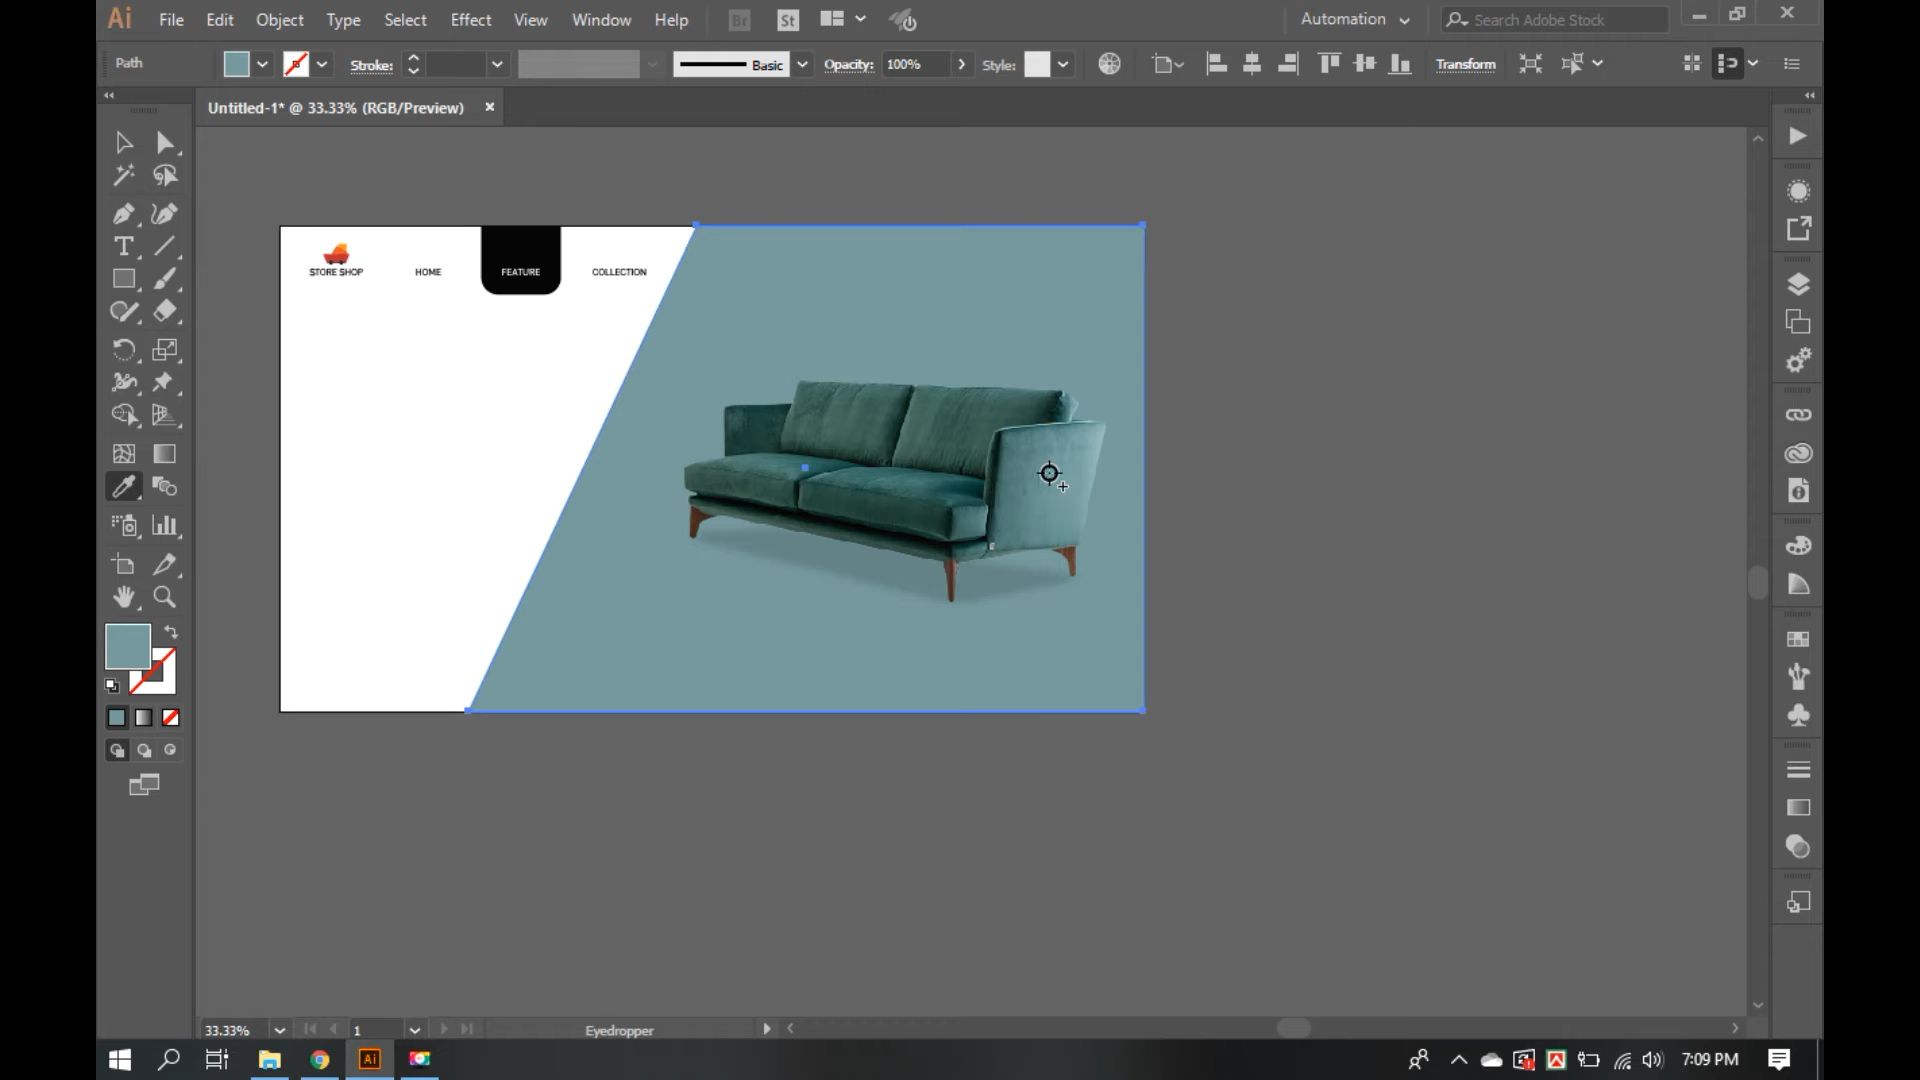 Ai File Edit Object Type Select Effect View Window Help Br St Automation Search Adobe Stock
Path Stroke: Basic Opacity: 100% Style: Transform
Untitled-1* @ 33.33% (RGB/Preview)
STORE SHOP HOME FEATURE COLLECTION
33.33% 1 Eyedropper
Ai 7:09 PM